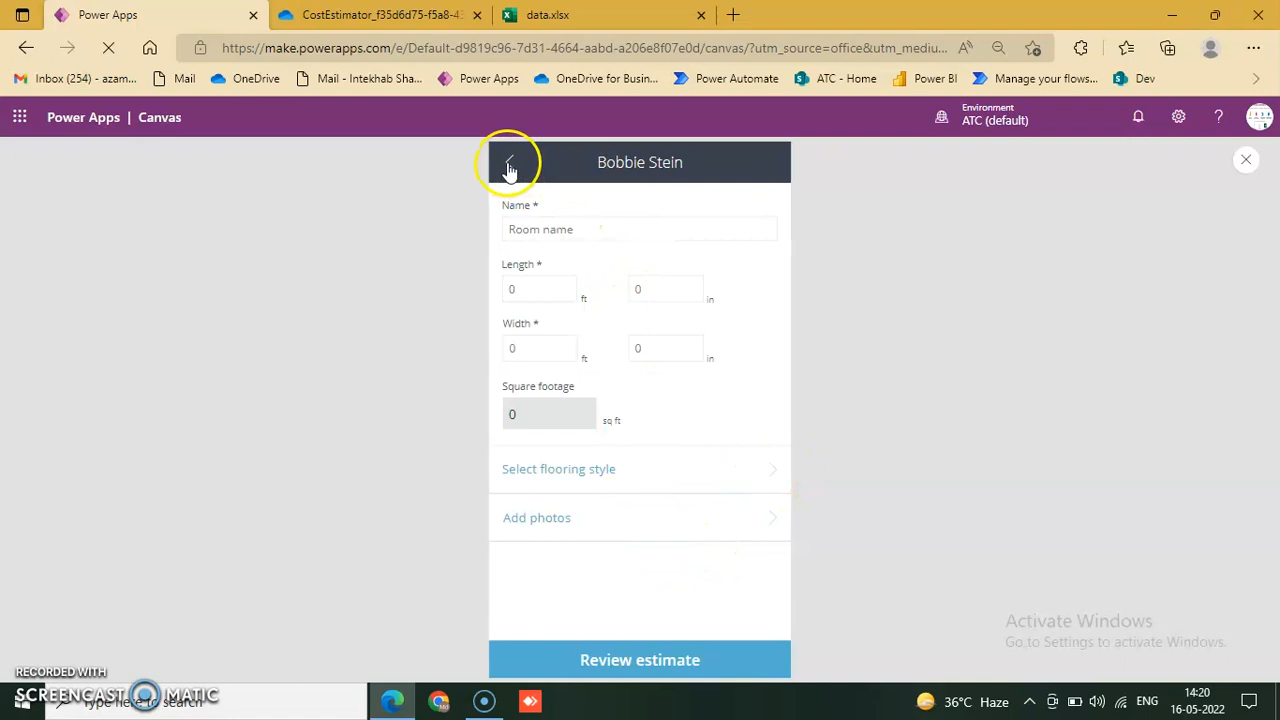 Power Apps
CostEstimator_f35d6d75-f5a8-43
data.xlsx
https://make.powerapps.com/e/Default-d9819c96-7d31-4664-aabd-a206e8f07e0d/canvas/?utm_source=office&utm_mediu...
Inbox (254) - azam...
Mail
OneDrive
Mail - Intekhab Sha...
Power Apps
OneDrive for Busin...
Power Automate
ATC - Home
Power BI
Manage your flows...
Dev
Power Apps | Canvas
Environment
ATC (default)
Bobbie Stein
Name *
Room name
Length *
0 ft 0 in
Width *
0 ft 0 in
Square footage
0 sq ft
Select flooring style
Add photos
Review estimate
Activate Windows
Go to Settings to activate Windows.
RECORDED WITH
SCREENCAST MATIC
Type here to search
36°C Haze
ENG
14:20
16-05-2022